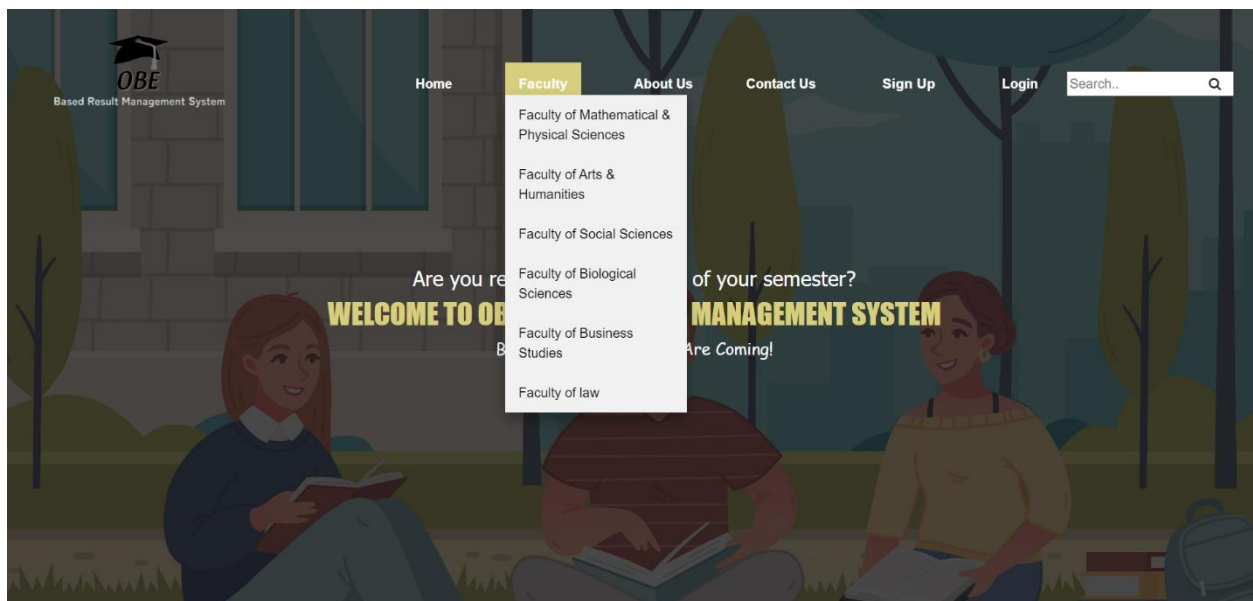 OBE
Based Result Management System
Home Faculty About Us Contact Us Sign Up Login Search..
Faculty of Mathematical &
Physical Sciences
Faculty of Arts &
Humanities
Faculty of Social Sciences
Faculty of Biological
Sciences
Faculty of Business
Studies
Faculty of law
Are you of your semester?
WELCOME TO MANAGEMENT SYSTEM
Are Coming!